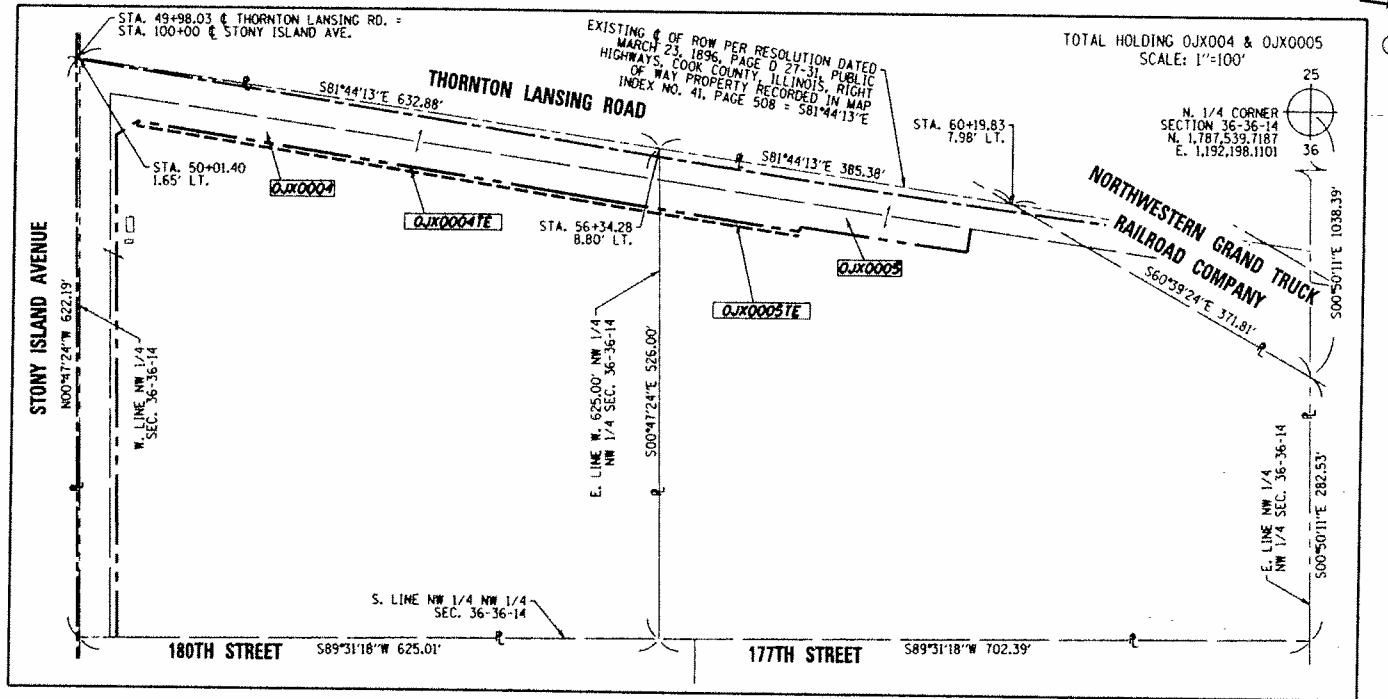 STA. 49+98.03 ℄ THORNTON LANSING RD. =
STA. 100+00 ℄ STONY ISLAND AVE.
EXISTING ℄ OF ROW PER RESOLUTION DATED
MARCH 23, 1896, PAGE D 27-31, PUBLIC
HIGHWAYS, COOK COUNTY, ILLINOIS, RIGHT
OF WAY PROPERTY RECORDED IN MAP
INDEX NO. 41, PAGE 508 = S81°44'13"E
TOTAL HOLDING OJX004 & OJX0005
SCALE: 1"=100'
25
N. 1/4 CORNER
SECTION 36-36-14
N. 1,787,539.7187
E. 1,192,198.1101
36
S81°44'13"E 632.88'
THORNTON LANSING ROAD
STA. 60+19.83
7.98' LT.
S81°44'13"E 385.38'
STA. 50+01.40
1.65' LT.
OJX0004
OJX0004TE
STA. 56+34.28
8.80' LT.
OJX0005
OJX0005TE
NORTHWESTERN GRAND TRUCK
RAILROAD COMPANY
S60°39'24"E 371.81'
S00°50'11"E 1038.39'
STONY ISLAND AVENUE
N00°47'24"W 622.19'
W. LINE NW 1/4
SEC. 36-36-14
E. LINE W. 625.00' NW 1/4
NW 1/4 SEC. 36-36-14
S00°47'24"E 526.00'
E. LINE NW 1/4
NW 1/4 SEC. 36-36-14
S00°50'11"E 282.53'
S. LINE NW 1/4 NW 1/4
SEC. 36-36-14
180TH STREET S89°31'18"W 625.01'
177TH STREET S89°31'18"W 702.39'